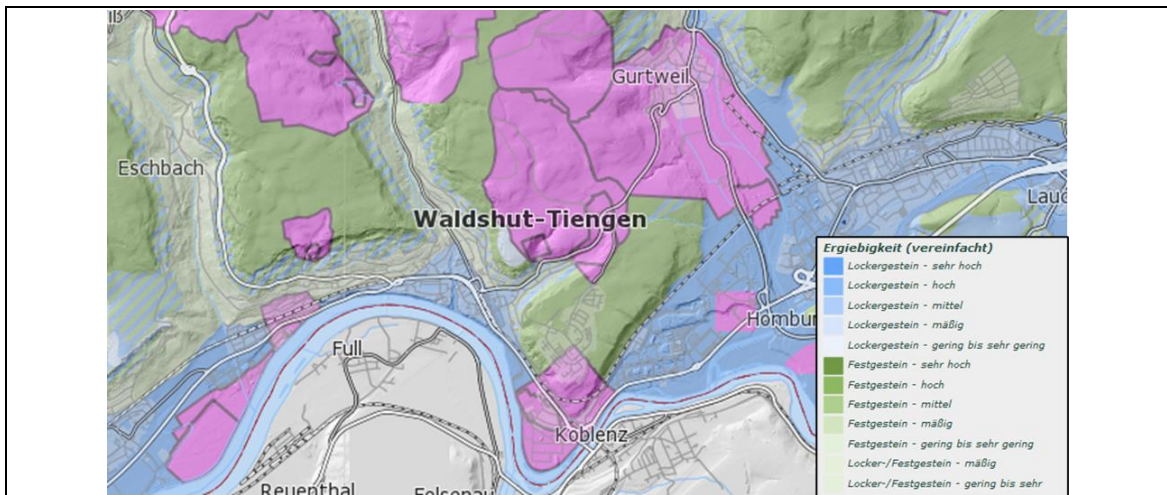 Gurtweil
Eschbach
Waldshut-Tiengen
Lauc
Full
Hombur
Koblenz
Reuenthal
Felsenau
Ergiebigkeit (vereinfacht)
Lockergestein - sehr hoch
Lockergestein - hoch
Lockergestein - mittel
Lockergestein - mäßig
Lockergestein - gering bis sehr gering
Festgestein - sehr hoch
Festgestein - hoch
Festgestein - mittel
Festgestein - mäßig
Festgestein - gering bis sehr gering
Locker-/Festgestein - mäßig
Locker-/Festgestein - gering bis sehr